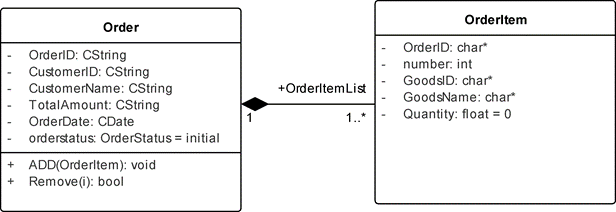 Order
- OrderID: CString
- CustomerID: CString
- CustomerName: CString
- TotalAmount: CString
- OrderDate: CDate
- orderstatus: OrderStatus = initial
+ ADD(OrderItem): void
+ Remove(i): bool
+OrderItemList
1
1..*
OrderItem
- OrderID: char*
- number: int
- GoodsID: char*
- GoodsName: char*
- Quantity: float = 0